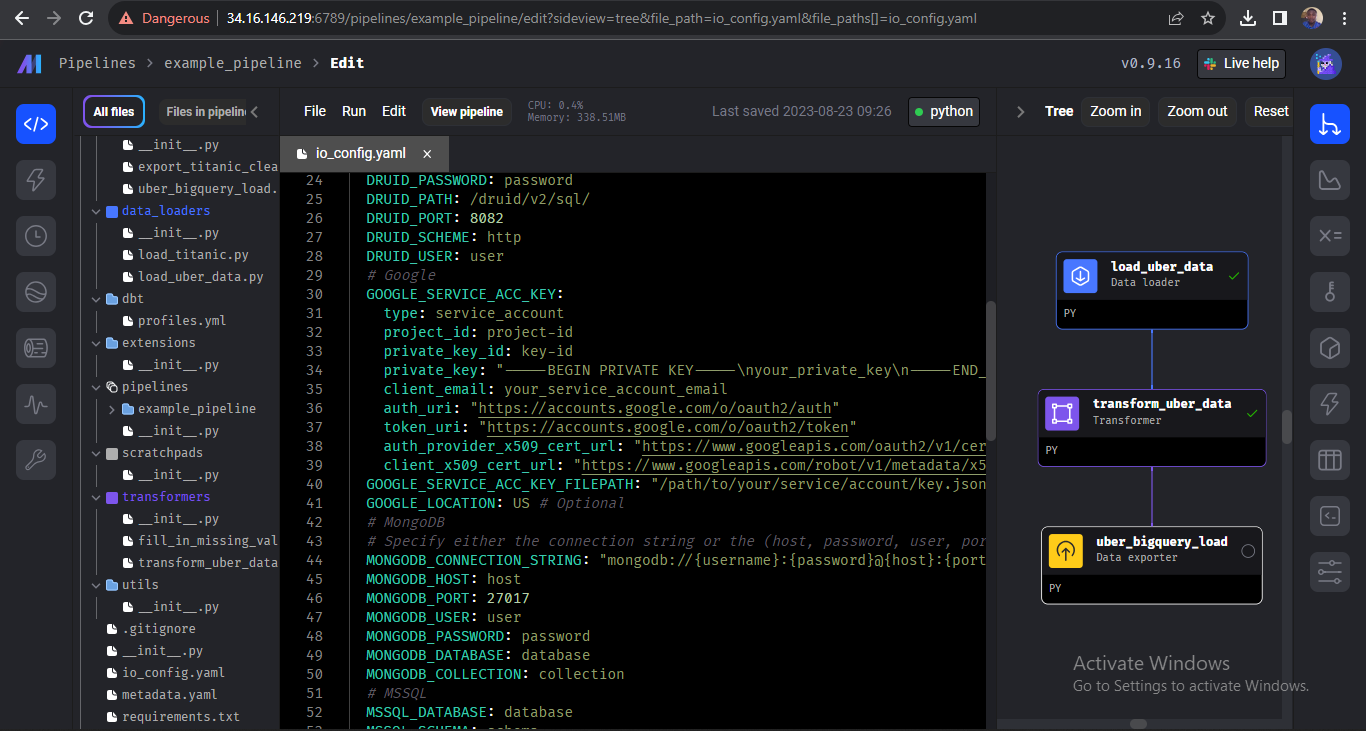 Dangerous
34.16.146.219:6789/pipelines/example_pipeline/edit?sideview=tree&file_path=io_config.yaml&file_paths[]=io_config.yaml
Pipelines > example_pipeline > Edit
v0.9.16
Live help
All files
Files in pipelin
File
Run
Edit
View pipeline
CPU: 0.4%
Memory: 338.51MB
Last saved 2023-08-23 09:26
python
Tree
Zoom in
Zoom out
Reset
__init__.py
export_titanic_clea
uber_bigquery_load.
data_loaders
__init__.py
load_titanic.py
load_uber_data.py
dbt
profiles.yml
extensions
__init__.py
pipelines
example_pipeline
__init__.py
scratchpads
__init__.py
transformers
__init__.py
fill_in_missing_val
transform_uber_data
utils
__init__.py
.gitignore
__init__.py
io_config.yaml
metadata.yaml
requirements.txt
io_config.yaml ×
24 DRUID_PASSWORD: password
25 DRUID_PATH: /druid/v2/sql/
26 DRUID_PORT: 8082
27 DRUID_SCHEME: http
28 DRUID_USER: user
29 # Google
30 GOOGLE_SERVICE_ACC_KEY:
31 type: service_account
32 project_id: project-id
33 private_key_id: key-id
34 private_key: "-----BEGIN PRIVATE KEY-----\nyour_private_key\n-----END_
35 client_email: your_service_account_email
36 auth_uri: "https://accounts.google.com/o/oauth2/auth"
37 token_uri: "https://accounts.google.com/o/oauth2/token"
38 auth_provider_x509_cert_url: "https://www.googleapis.com/oauth2/v1/cer
39 client_x509_cert_url: "https://www.googleapis.com/robot/v1/metadata/x5
40 GOOGLE_SERVICE_ACC_KEY_FILEPATH: "/path/to/your/service/account/key.json
41 GOOGLE_LOCATION: US # Optional
42 # MongoDB
43 # Specify either the connection string or the (host, password, user, por
44 MONGODB_CONNECTION_STRING: "mongodb://{username}:{password}@{host}:{port
45 MONGODB_HOST: host
46 MONGODB_PORT: 27017
47 MONGODB_USER: user
48 MONGODB_PASSWORD: password
49 MONGODB_DATABASE: database
50 MONGODB_COLLECTION: collection
51 # MSSQL
52 MSSQL_DATABASE: database
load_uber_data
Data loader
PY
transform_uber_data
Transformer
PY
uber_bigquery_load
Data exporter
PY
Activate Windows
Go to Settings to activate Windows.